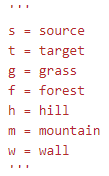 '''
s = source
t = target
g = grass
f = forest
h = hill
m = mountain
w = wall
'''